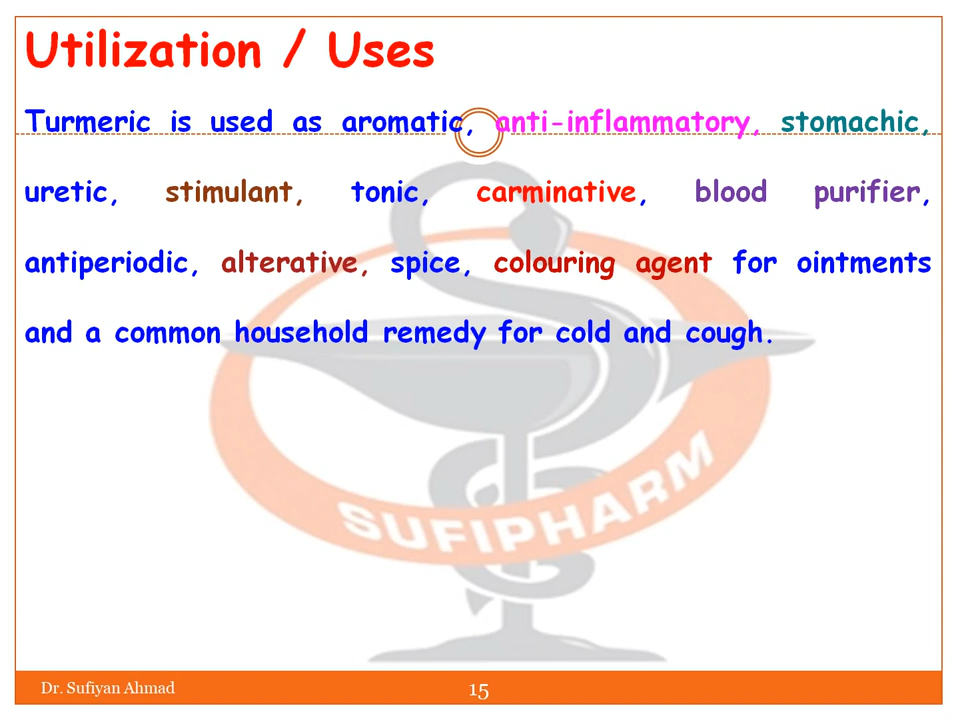 Utilization / Uses
Turmeric is used as aromatic, anti-inflammatory, stomachic,
uretic, stimulant, tonic, carminative, blood purifier,
antiperiodic, alterative, spice, colouring agent for ointments
and a common household remedy for cold and cough.
SUFIPHARM
Dr. Sufiyan Ahmad
15